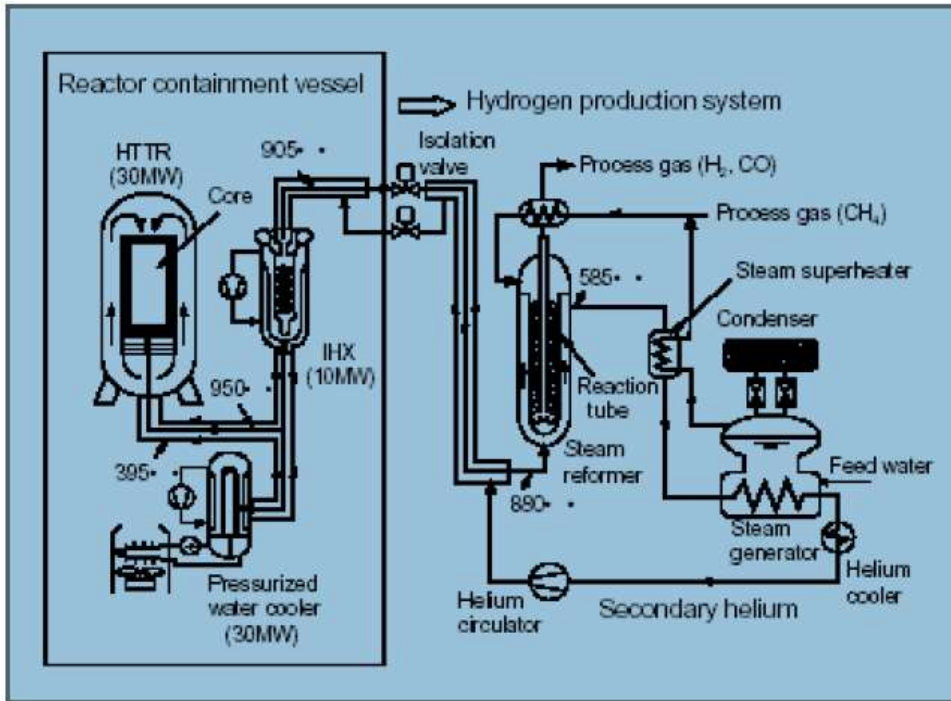 Reactor containment vessel
Hydrogen production system
HTTR
(30MW)
Core
905• •
Isolation
valve
Process gas (H₂, CO)
Process gas (CH₄)
585• •
Steam superheater
Condenser
IHX
(10MW)
950• •
Reaction
tube
395• •
Steam
reformer
880• •
Feed water
Steam
generator
Pressurized
water cooler
(30MW)
Helium
circulator
Secondary helium
Helium
cooler